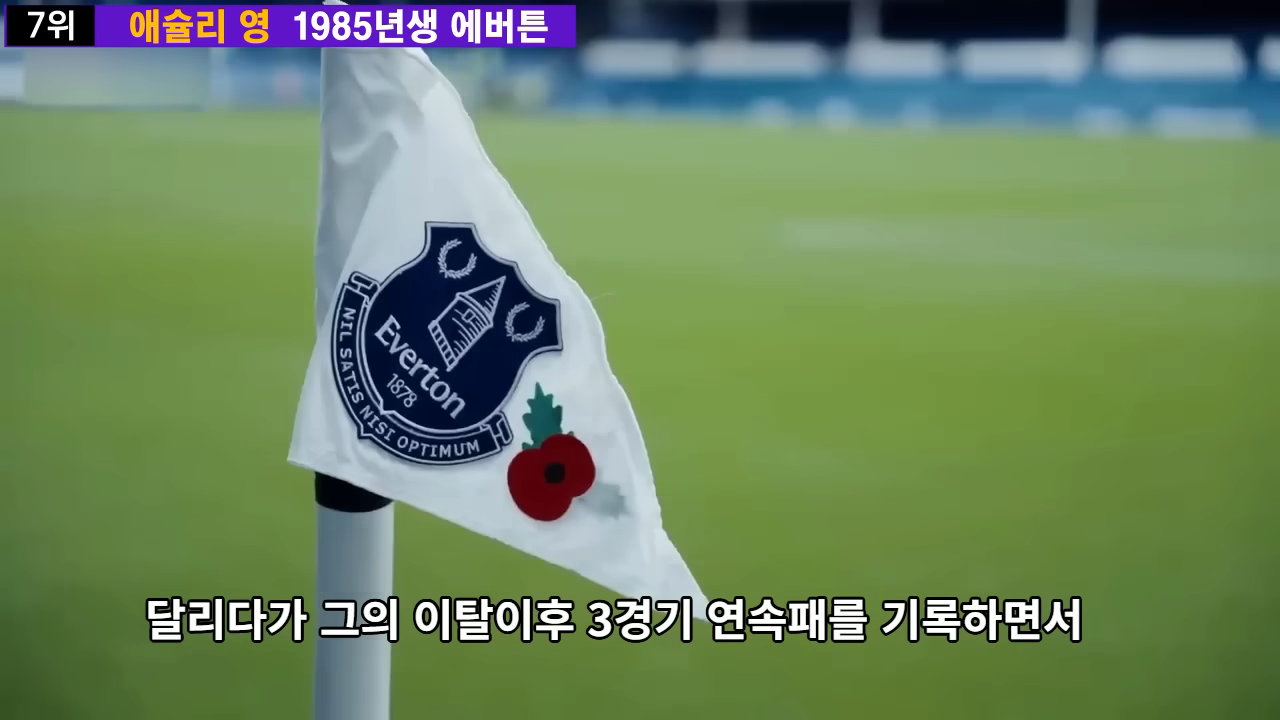 7위 애슐리 영 1985년생 에버튼
Everton
1878
NIL SATIS NISI OPTIMUM
달리다가 그의 이탈이후 3경기 연속패를 기록하면서